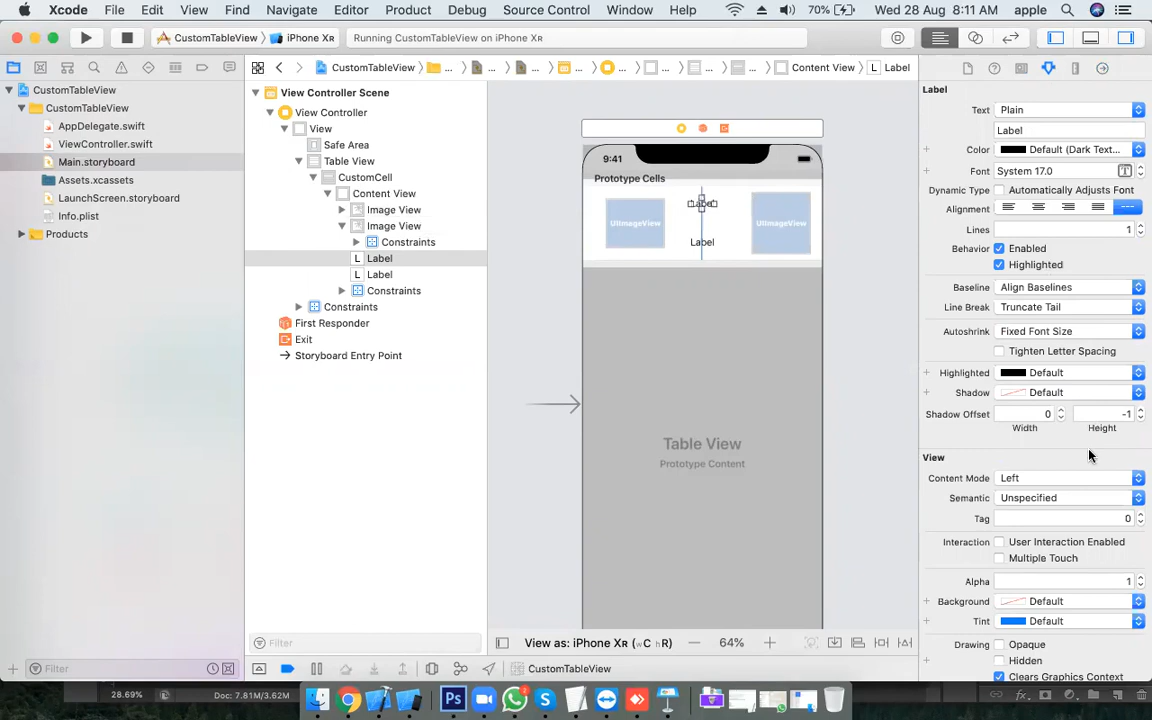 Xcode File Edit View Find Navigate Editor Product Debug Source Control Window Help 70% Wed 28 Aug 8:11 AM apple
CustomTableView iPhone XR Running CustomTableView on iPhone XR
CustomTableView ... ... ... ... ... ... ... ... Content View L Label
CustomTableView
CustomTableView
AppDelegate.swift
ViewController.swift
Main.storyboard
Assets.xcassets
LaunchScreen.storyboard
Info.plist
Products
Filter
View Controller Scene
View Controller
View
Safe Area
Table View
CustomCell
Content View
Image View
Image View
Constraints
L Label
L Label
Constraints
Constraints
First Responder
Exit
Storyboard Entry Point
Filter
9:41
Prototype Cells
UIImageView Label UIImageView
Label
Table View
Prototype Content
View as: iPhone XR (wC hR) 64%
CustomTableView
Label
Text Plain
Label
Color Default (Dark Text...
Font System 17.0 T
Dynamic Type Automatically Adjusts Font
Alignment
Lines 1
Behavior Enabled
Highlighted
Baseline Align Baselines
Line Break Truncate Tail
Autoshrink Fixed Font Size
Tighten Letter Spacing
Highlighted Default
Shadow Default
Shadow Offset 0 -1
Width Height
View
Content Mode Left
Semantic Unspecified
Tag 0
Interaction User Interaction Enabled
Multiple Touch
Alpha 1
Background Default
Tint Default
Drawing Opaque
Hidden
Clears Graphics Context
28.69% Doc: 7.81M/3.62M fx
Ps